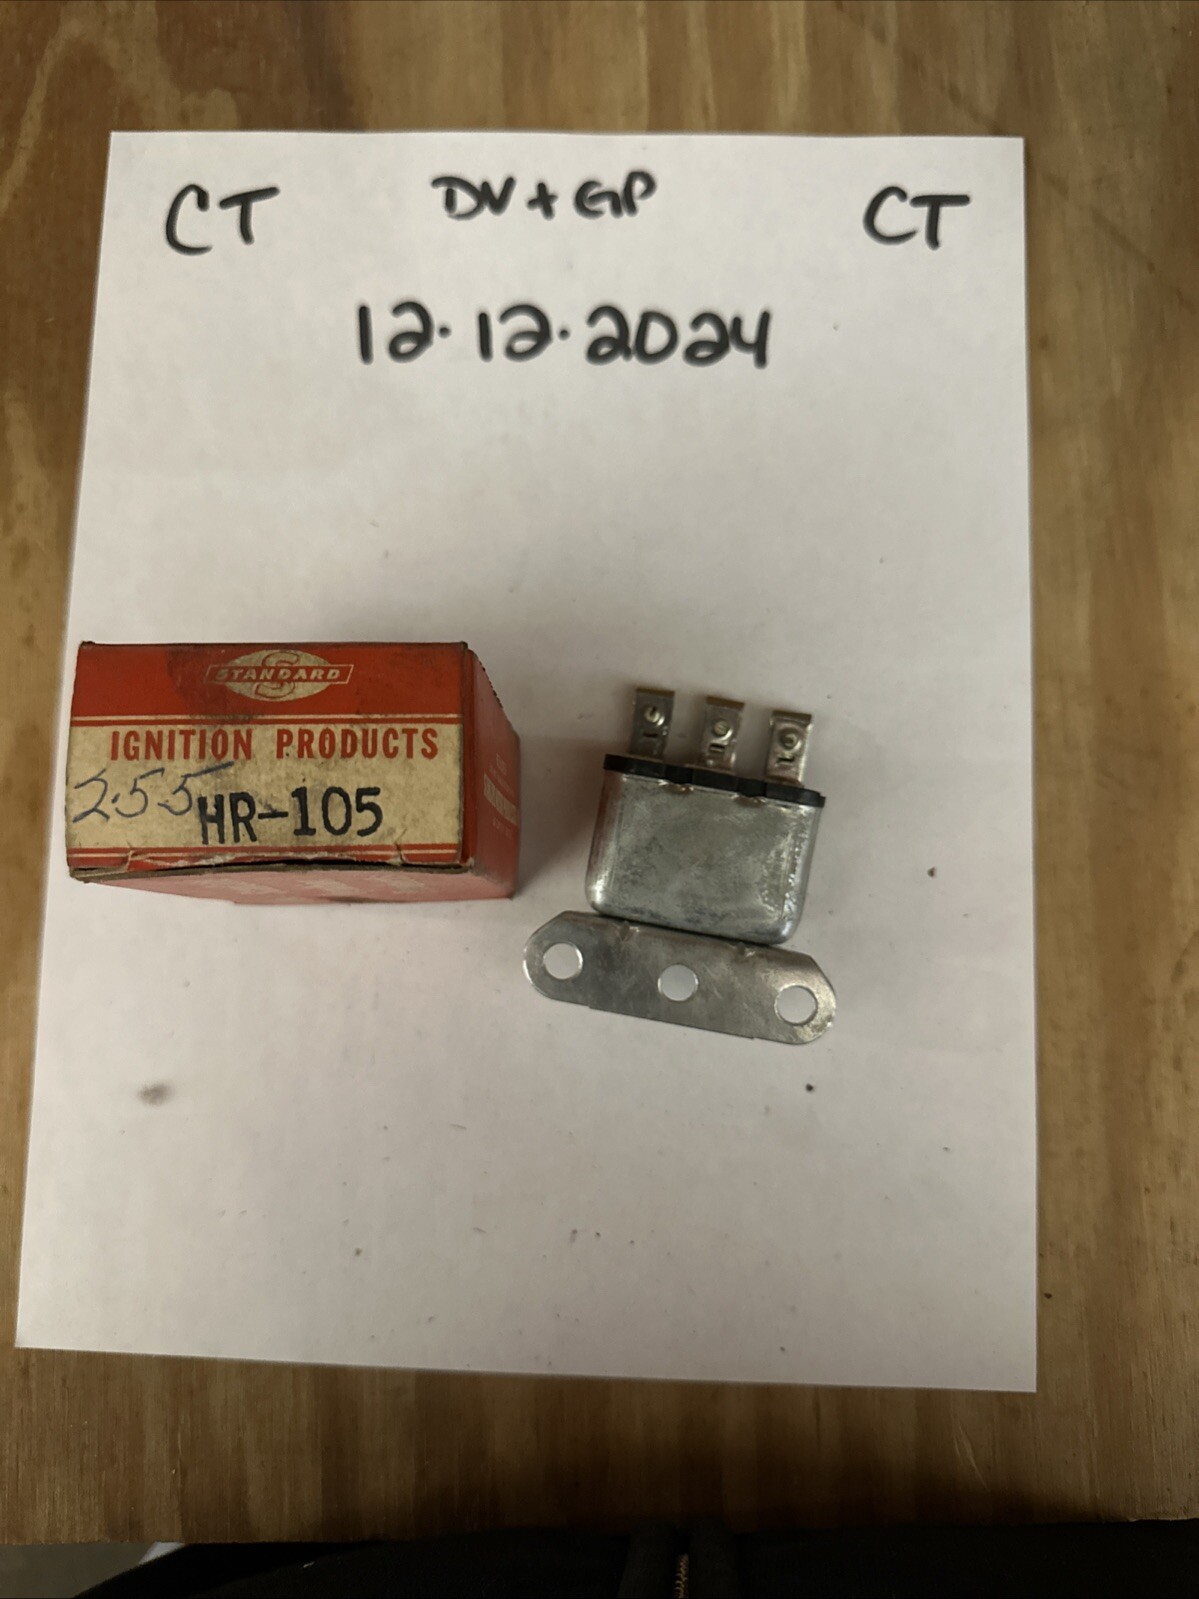 CT DV + GP CT
12.12.2024
S
STANDARD
IGNITION PRODUCTS
2.55
HR-105